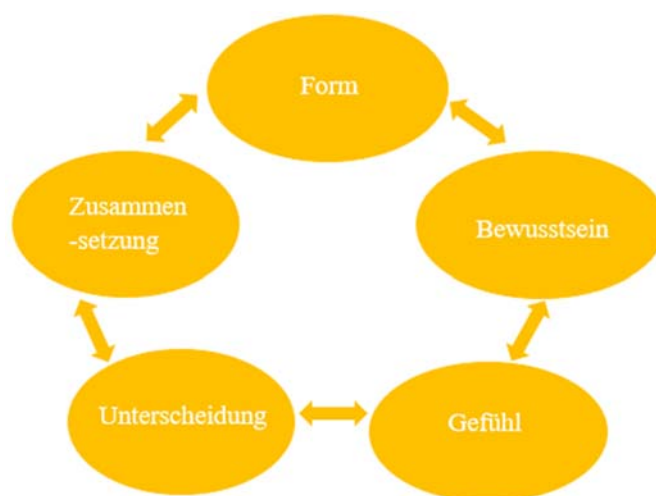 Form
Bewusstsein
Gefühl
Unterscheidung
Zusammen
-setzung